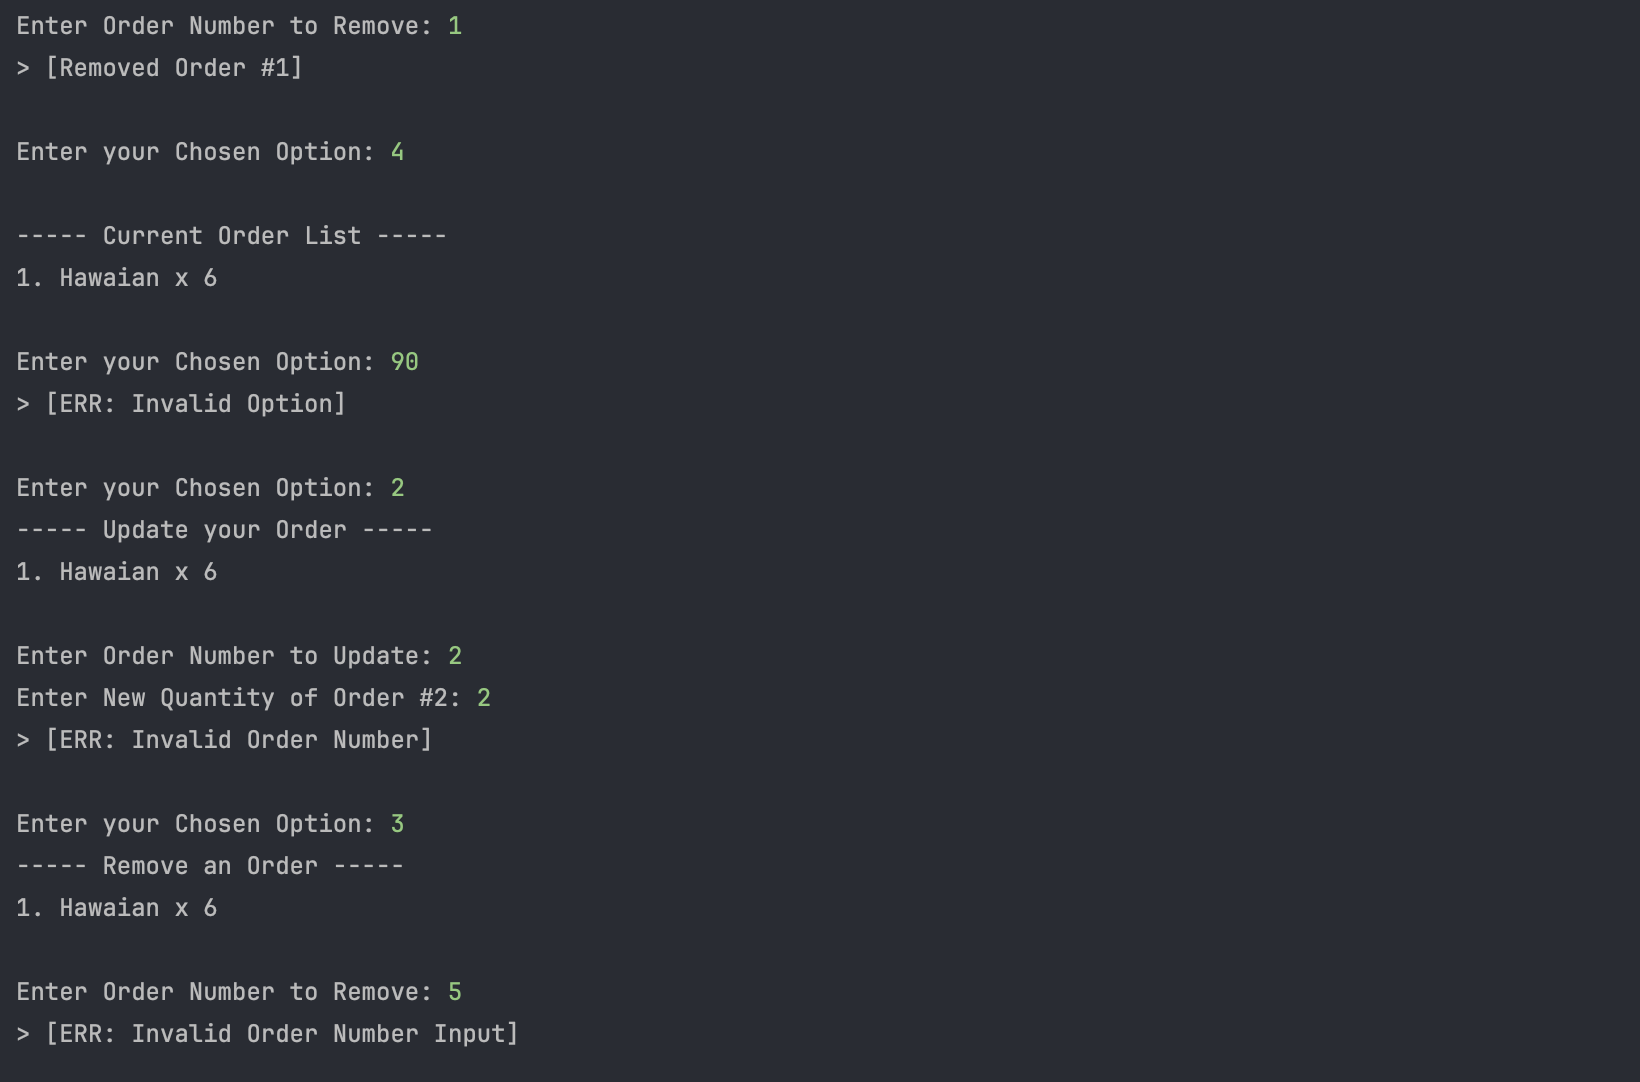 Enter Order Number to Remove: 1
> [Removed Order #1]
Enter your Chosen Option: 4
----- Current Order List -----
1. Hawaian x 6
Enter your Chosen Option: 90
> [ERR: Invalid Option]
Enter your Chosen Option: 2
----- Update your Order -----
1. Hawaian x 6
Enter Order Number to Update: 2
Enter New Quantity of Order #2: 2
> [ERR: Invalid Order Number]
Enter your Chosen Option: 3
----- Remove an Order -----
1. Hawaian x 6
Enter Order Number to Remove: 5
> [ERR: Invalid Order Number Input]